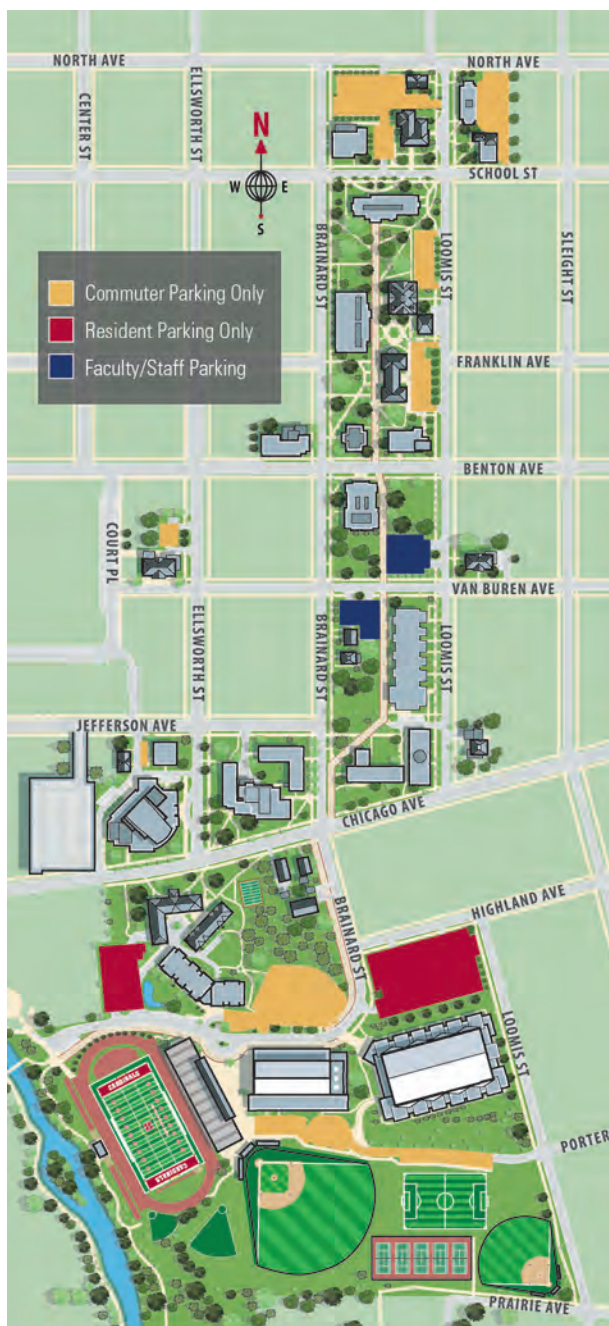 NORTH AVE
NORTH AVE
CENTER ST
ELLSWORTH ST
N
W
E
S
SCHOOL ST
BRAINARD ST
LOOMIS ST
SLEIGHT ST
Commuter Parking Only
Resident Parking Only
Faculty/Staff Parking
FRANKLIN AVE
BENTON AVE
COURT PL
VAN BUREN AVE
ELLSWORTH ST
BRAINARD ST
LOOMIS ST
JEFFERSON AVE
CHICAGO AVE
BRAINARD ST
HIGHLAND AVE
LOOMIS ST
CARDINALS
CARDINALS
PORTER
PRAIRIE AVE